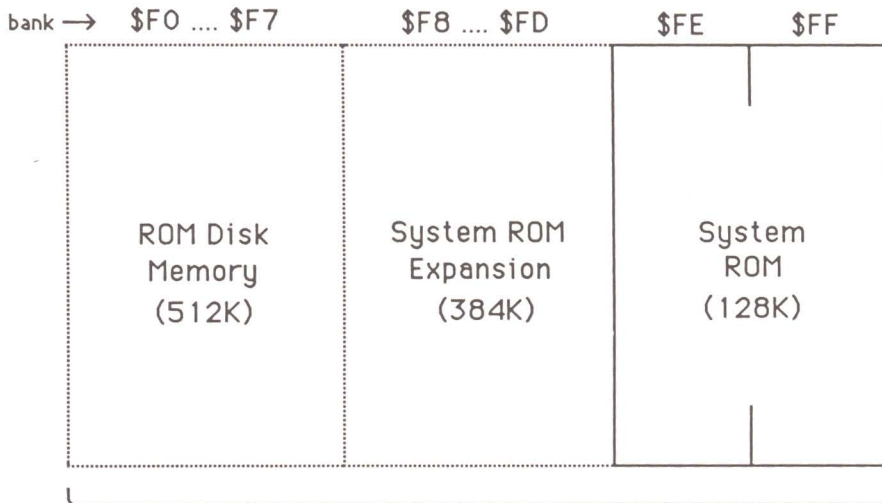 bank → $F0 .... $F7 $F8 .... $FD $FE $FF
ROM Disk
Memory
(512K)
System ROM
Expansion
(384K)
System
ROM
(128K)